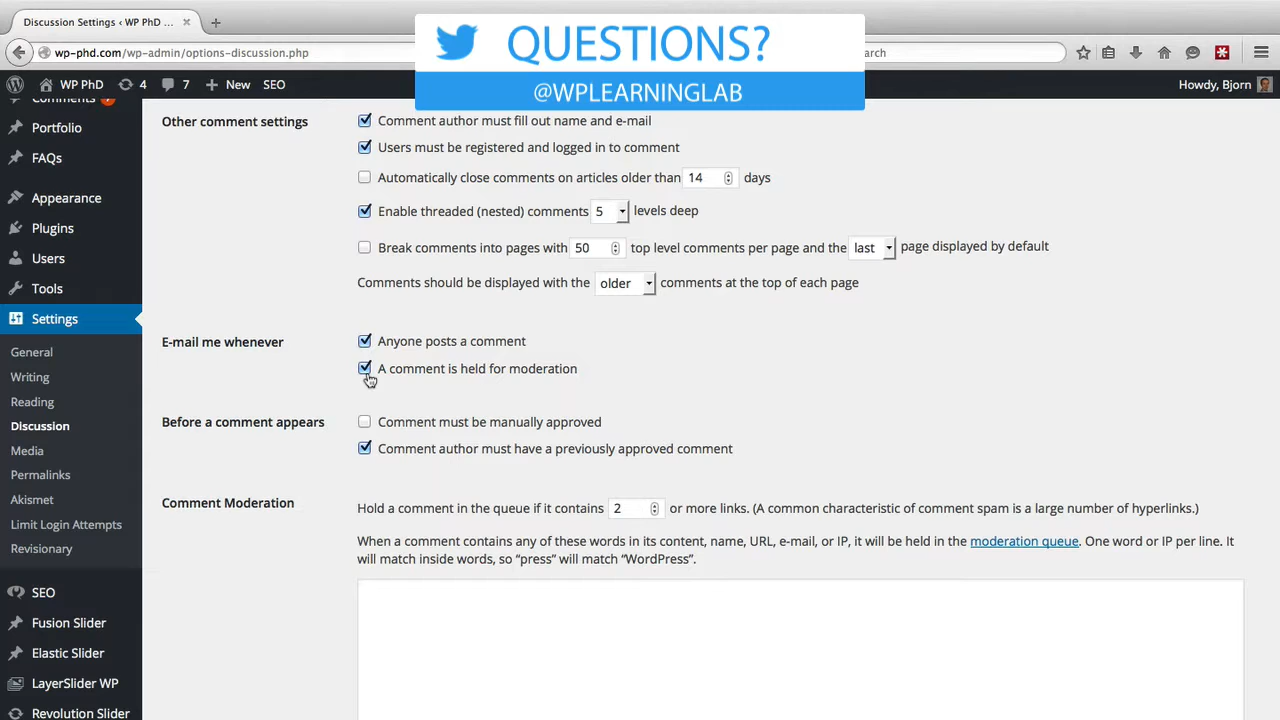 Discussion Settings ‹ WP PhD ...
QUESTIONS?
@WPLEARNINGLAB
wp-phd.com/wp-admin/options-discussion.php
earch
WP PhD
4
7
New
SEO
Howdy, Bjorn
Comments
Portfolio
FAQs
Appearance
Plugins
Users
Tools
Settings
General
Writing
Reading
Discussion
Media
Permalinks
Akismet
Limit Login Attempts
Revisionary
SEO
Fusion Slider
Elastic Slider
LayerSlider WP
Revolution Slider
Other comment settings
Comment author must fill out name and e-mail
Users must be registered and logged in to comment
Automatically close comments on articles older than 14 days
Enable threaded (nested) comments 5 levels deep
Break comments into pages with 50 top level comments per page and the last page displayed by default
Comments should be displayed with the older comments at the top of each page
E-mail me whenever
Anyone posts a comment
A comment is held for moderation
Before a comment appears
Comment must be manually approved
Comment author must have a previously approved comment
Comment Moderation
Hold a comment in the queue if it contains 2 or more links. (A common characteristic of comment spam is a large number of hyperlinks.)
When a comment contains any of these words in its content, name, URL, e-mail, or IP, it will be held in the moderation queue. One word or IP per line. It
will match inside words, so “press” will match “WordPress”.